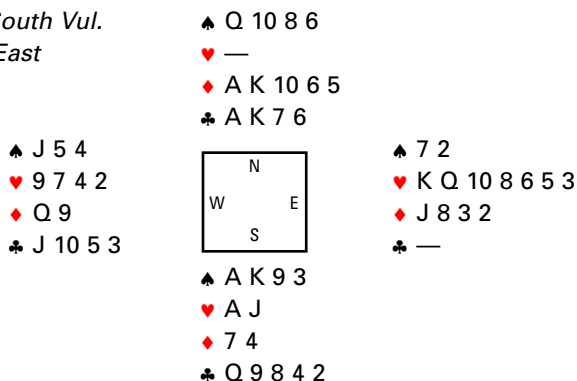 outh Vul.
East
♠ Q 10 8 6
♥ —
♦ A K 10 6 5
♣ A K 7 6
♠ J 5 4
♥ 9 7 4 2
♦ Q 9
♣ J 10 5 3
N
W E
S
♠ 7 2
♥ K Q 10 8 6 5 3
♦ J 8 3 2
♣ —
♠ A K 9 3
♥ A J
♦ 7 4
♣ Q 9 8 4 2